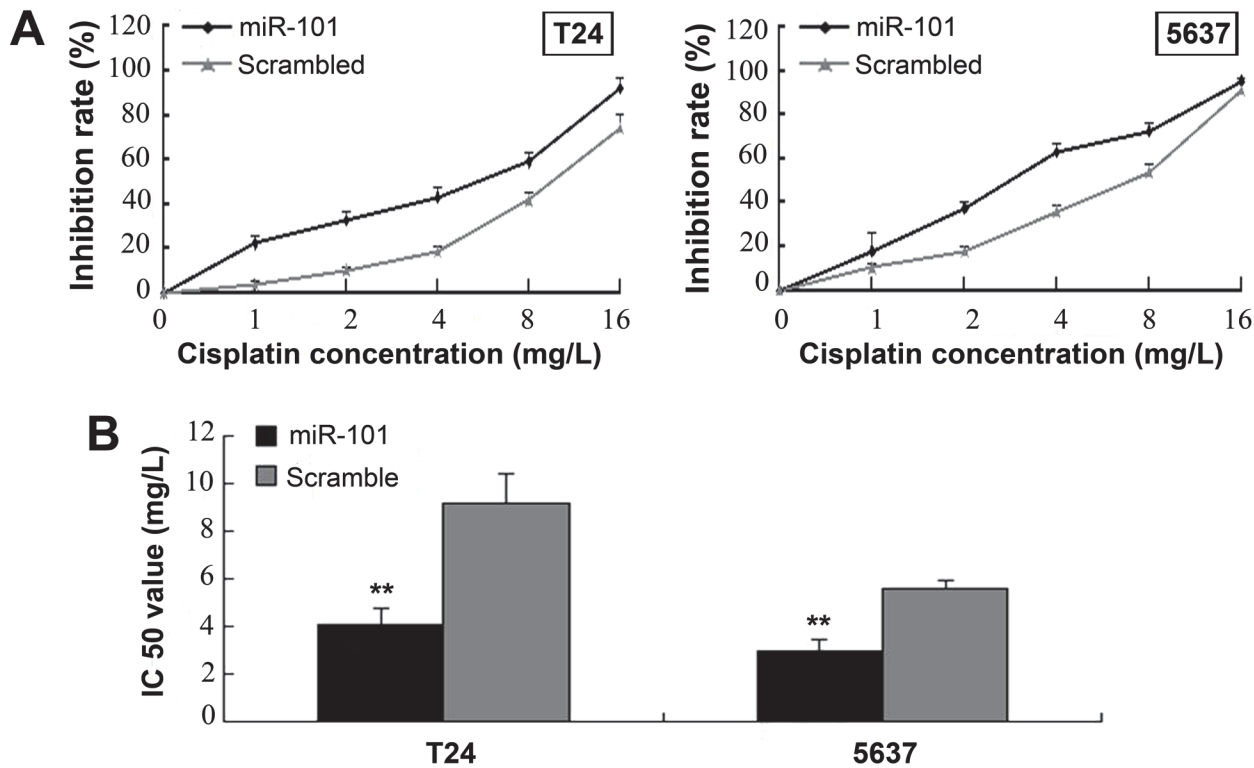 A
Inhibition rate (%)
120
100
80
60
40
20
0
miR-101
Scrambled
T24
0 1 2 4 8 16
Cisplatin concentration (mg/L)
Inhibition rate (%)
120
100
80
60
40
20
0
miR-101
Scrambled
5637
0 1 2 4 8 16
Cisplatin concentration (mg/L)
B
IC 50 value (mg/L)
12
10
8
6
4
2
0
miR-101
Scramble
**
**
T24 5637